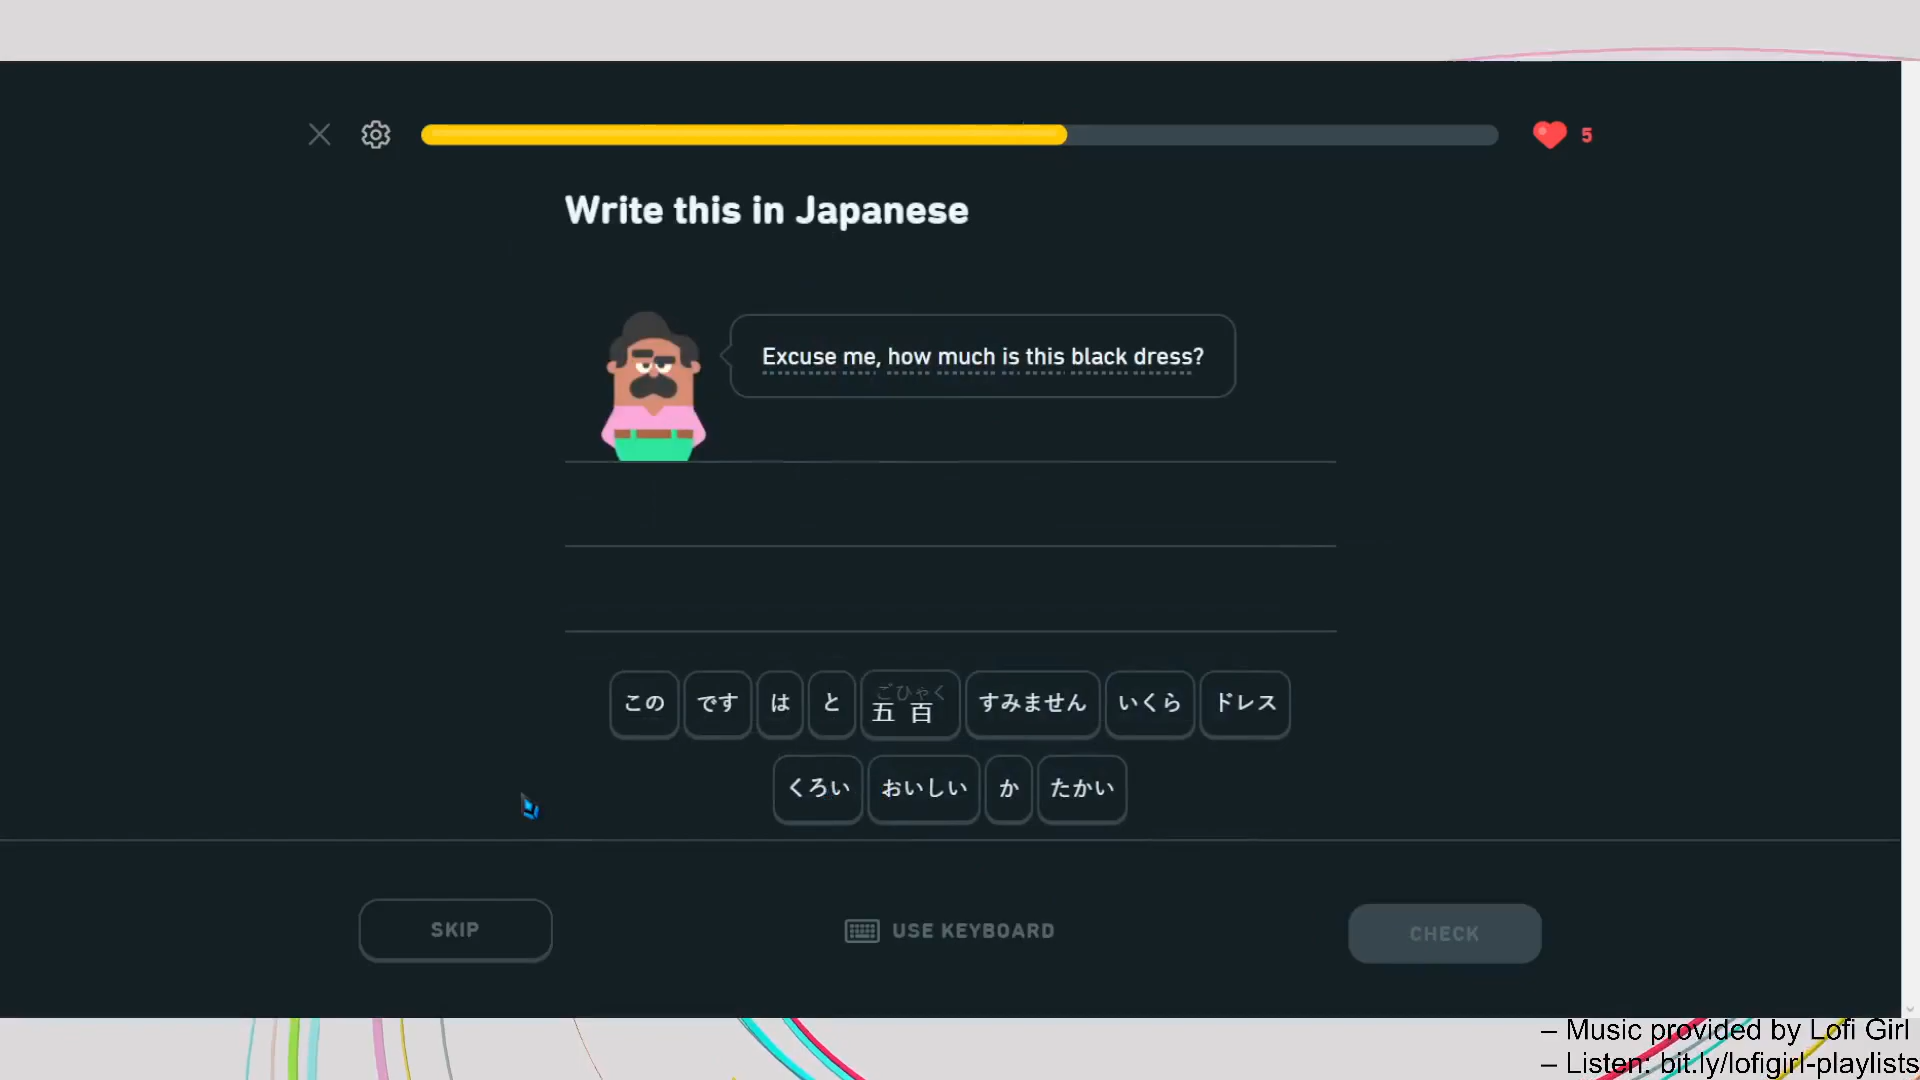 5
Write this in Japanese
Excuse me, how much is this black dress?
この です は と 五百 すみません いくら ドレス
ごひゃく
くろい おいしい か たかい
SKIP USE KEYBOARD CHECK
– Music provided by Lofi Girl
– Listen: bit.ly/lofigirl-playlists